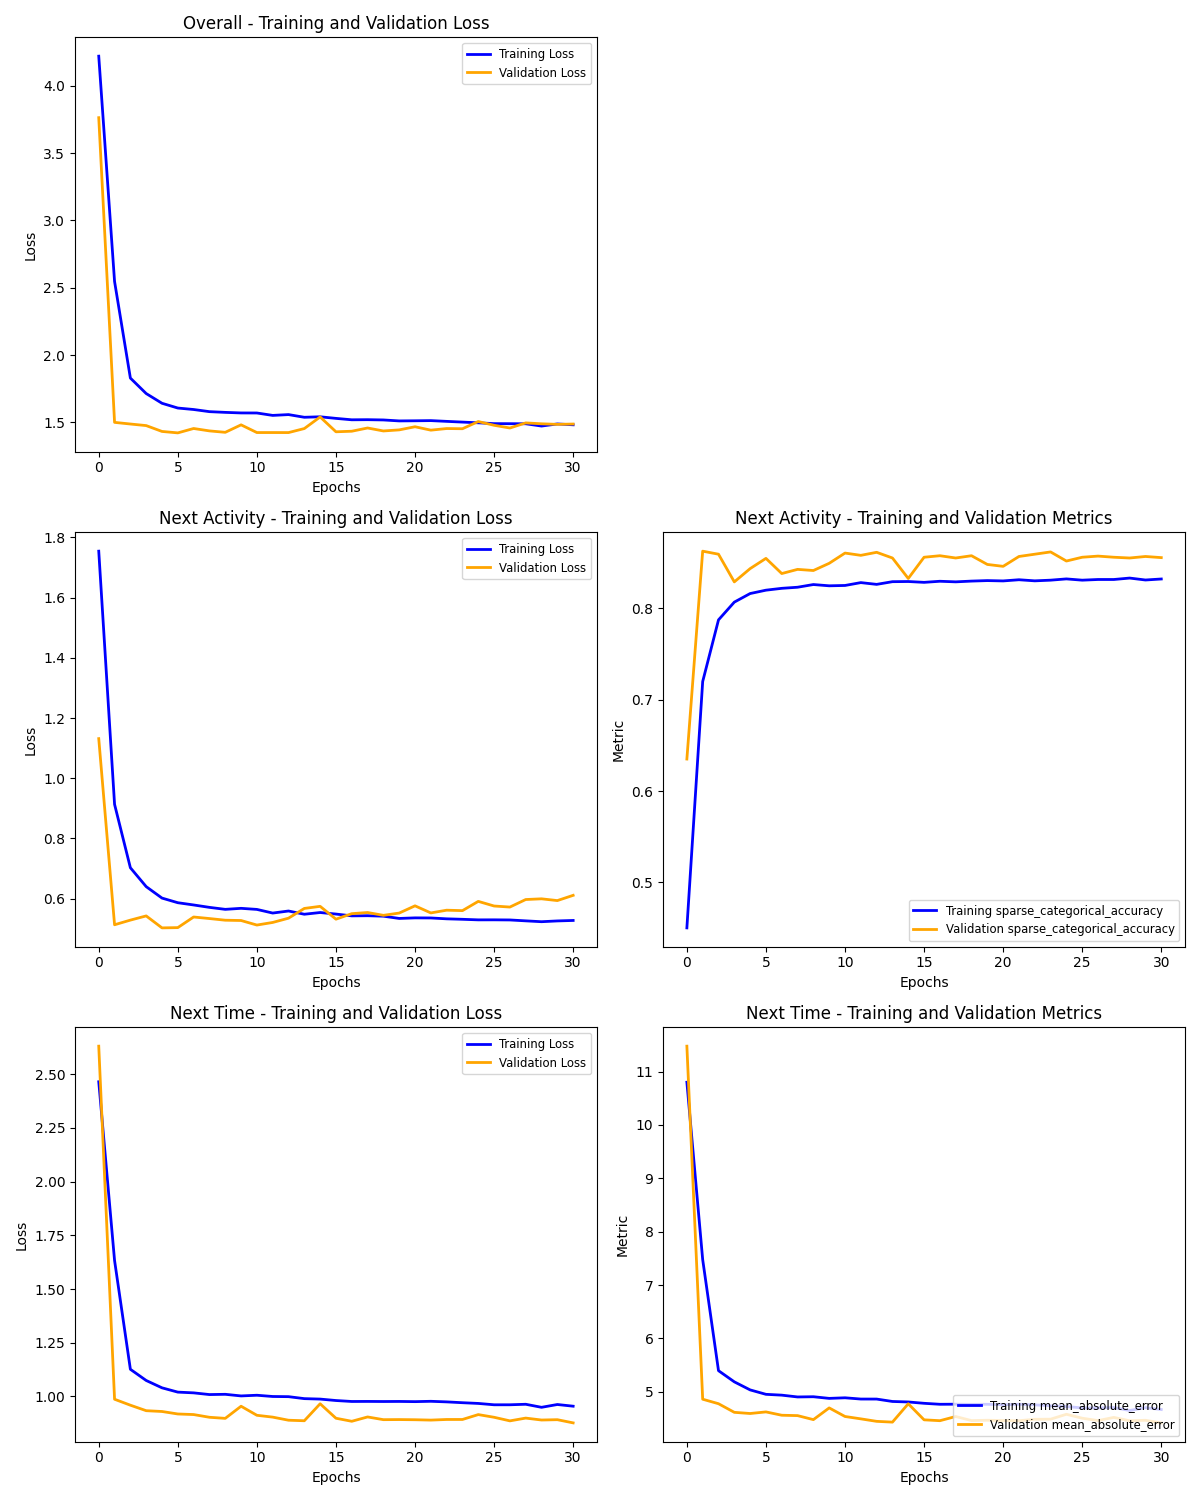 Overall - Training and Validation Loss
Training Loss
Validation Loss
4.0
3.5
3.0
2.5
2.0
1.5
Loss
0 5 10 15 20 25 30
Epochs
Next Activity - Training and Validation Loss
Training Loss
Validation Loss
1.8
1.6
1.4
1.2
1.0
0.8
0.6
Loss
0 5 10 15 20 25 30
Epochs
Next Activity - Training and Validation Metrics
0.8
0.7
0.6
0.5
Metric
Training sparse_categorical_accuracy
Validation sparse_categorical_accuracy
0 5 10 15 20 25 30
Epochs
Next Time - Training and Validation Loss
Training Loss
Validation Loss
2.50
2.25
2.00
1.75
1.50
1.25
1.00
Loss
0 5 10 15 20 25 30
Epochs
Next Time - Training and Validation Metrics
11
10
9
8
7
6
5
Metric
Training mean_absolute_error
Validation mean_absolute_error
0 5 10 15 20 25 30
Epochs